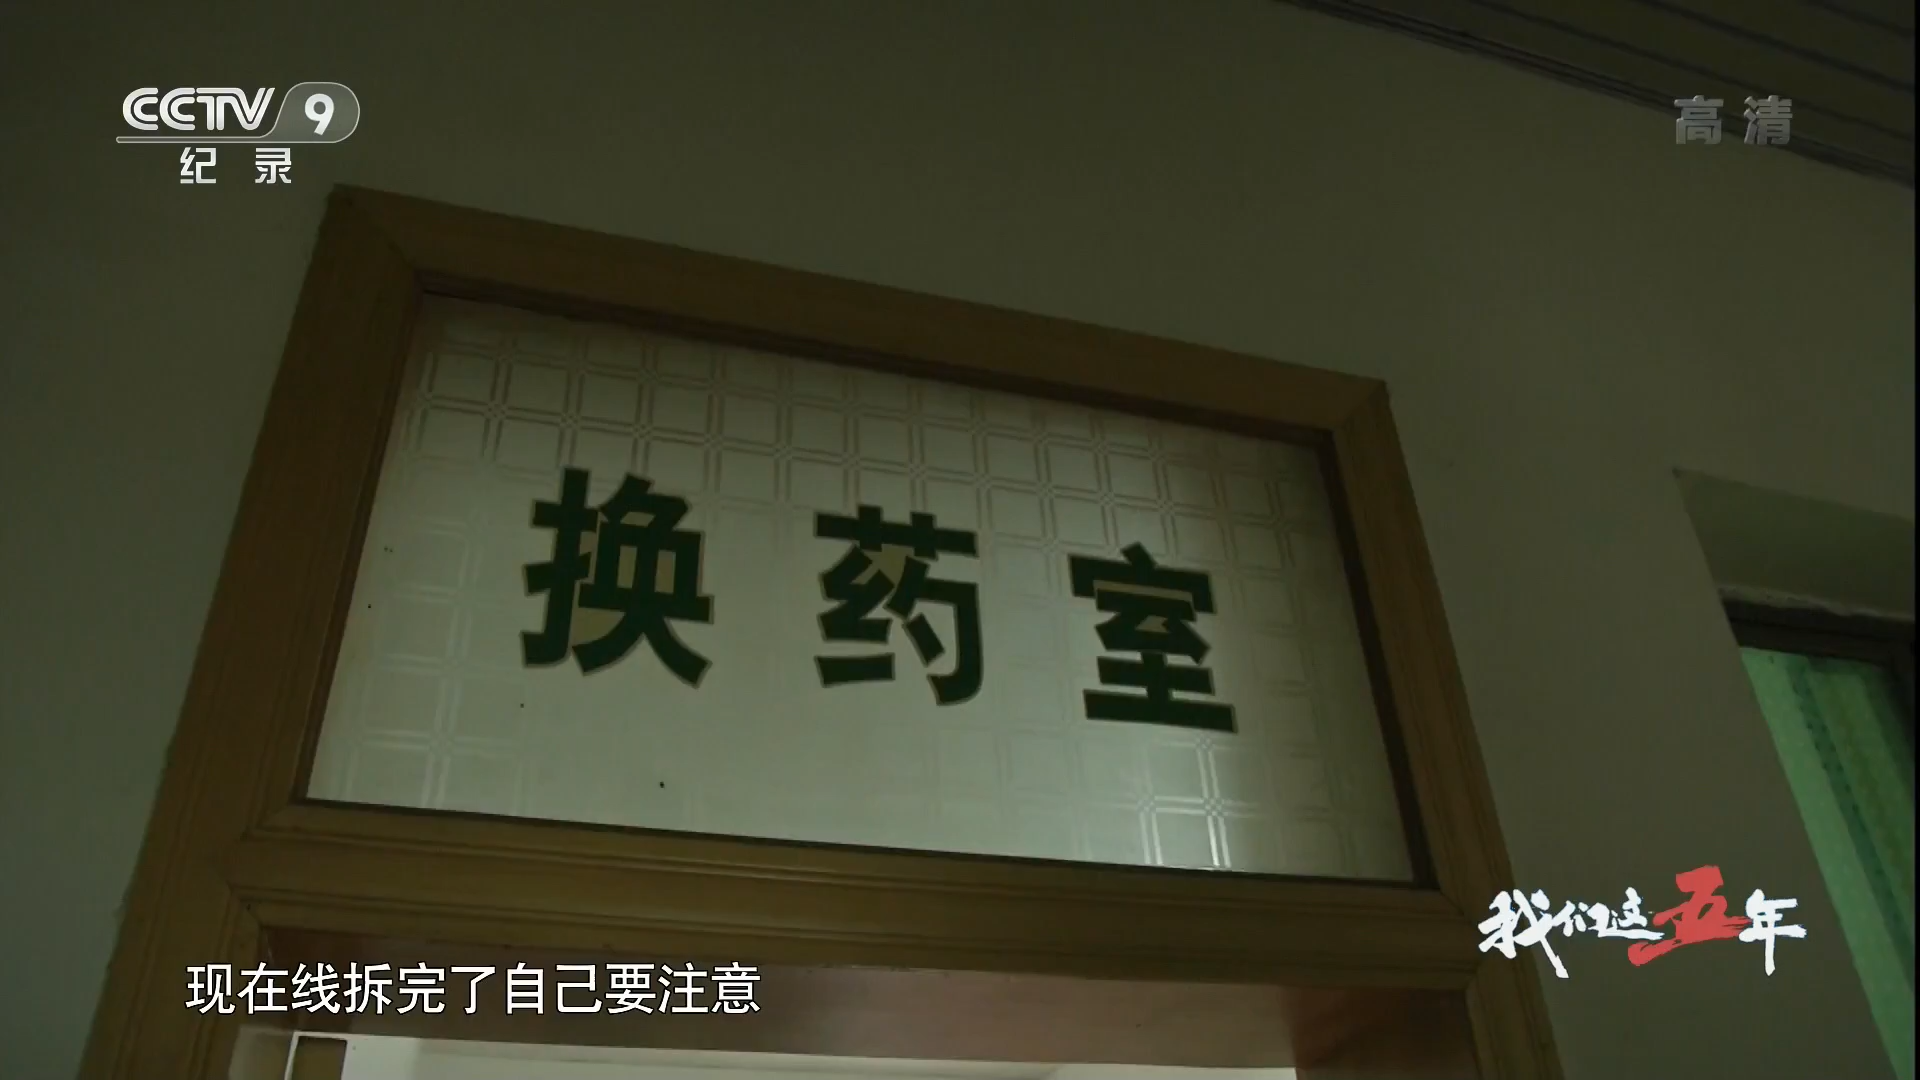 CCTV 9
纪 录
高 清
换 药 室
我们这五年
现在线拆完了自己要注意